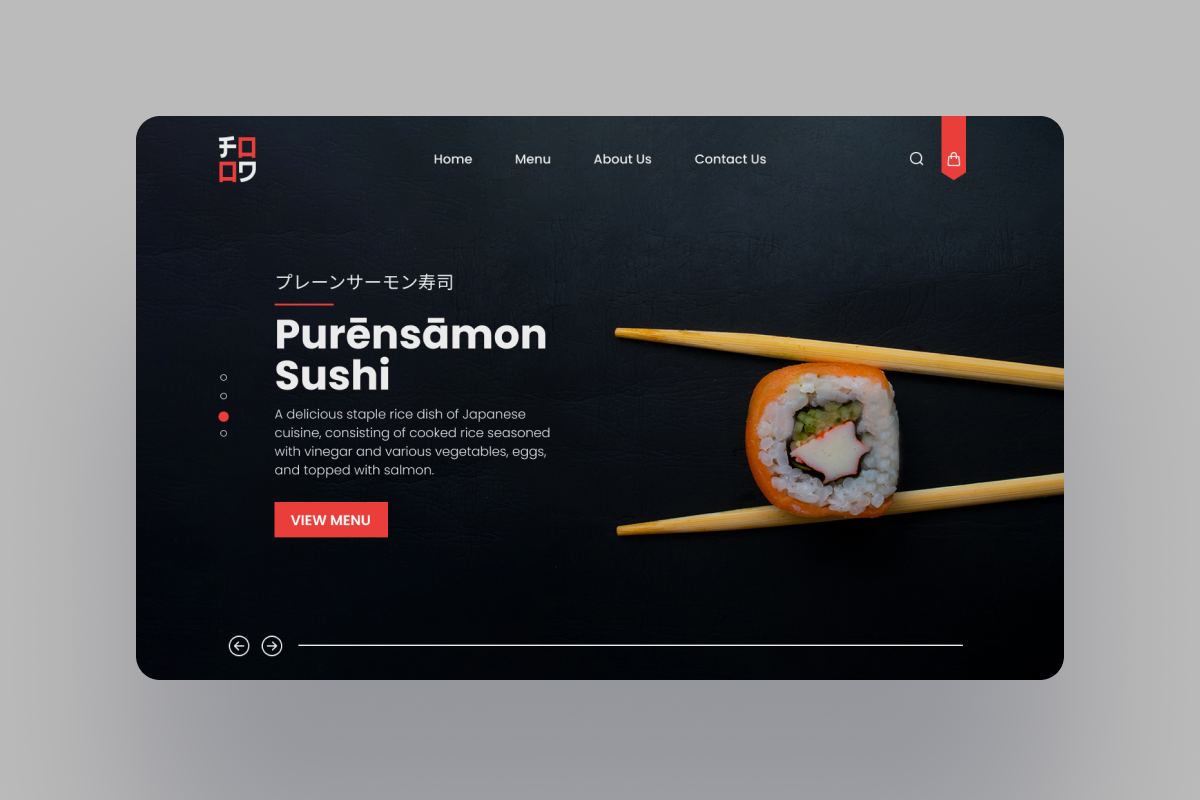 チロ
ロワ
Home Menu About Us Contact Us
プレーンサーモン寿司
Purēnsāmon
Sushi
A delicious staple rice dish of Japanese
cuisine, consisting of cooked rice seasoned
with vinegar and various vegetables, eggs,
and topped with salmon.
VIEW MENU